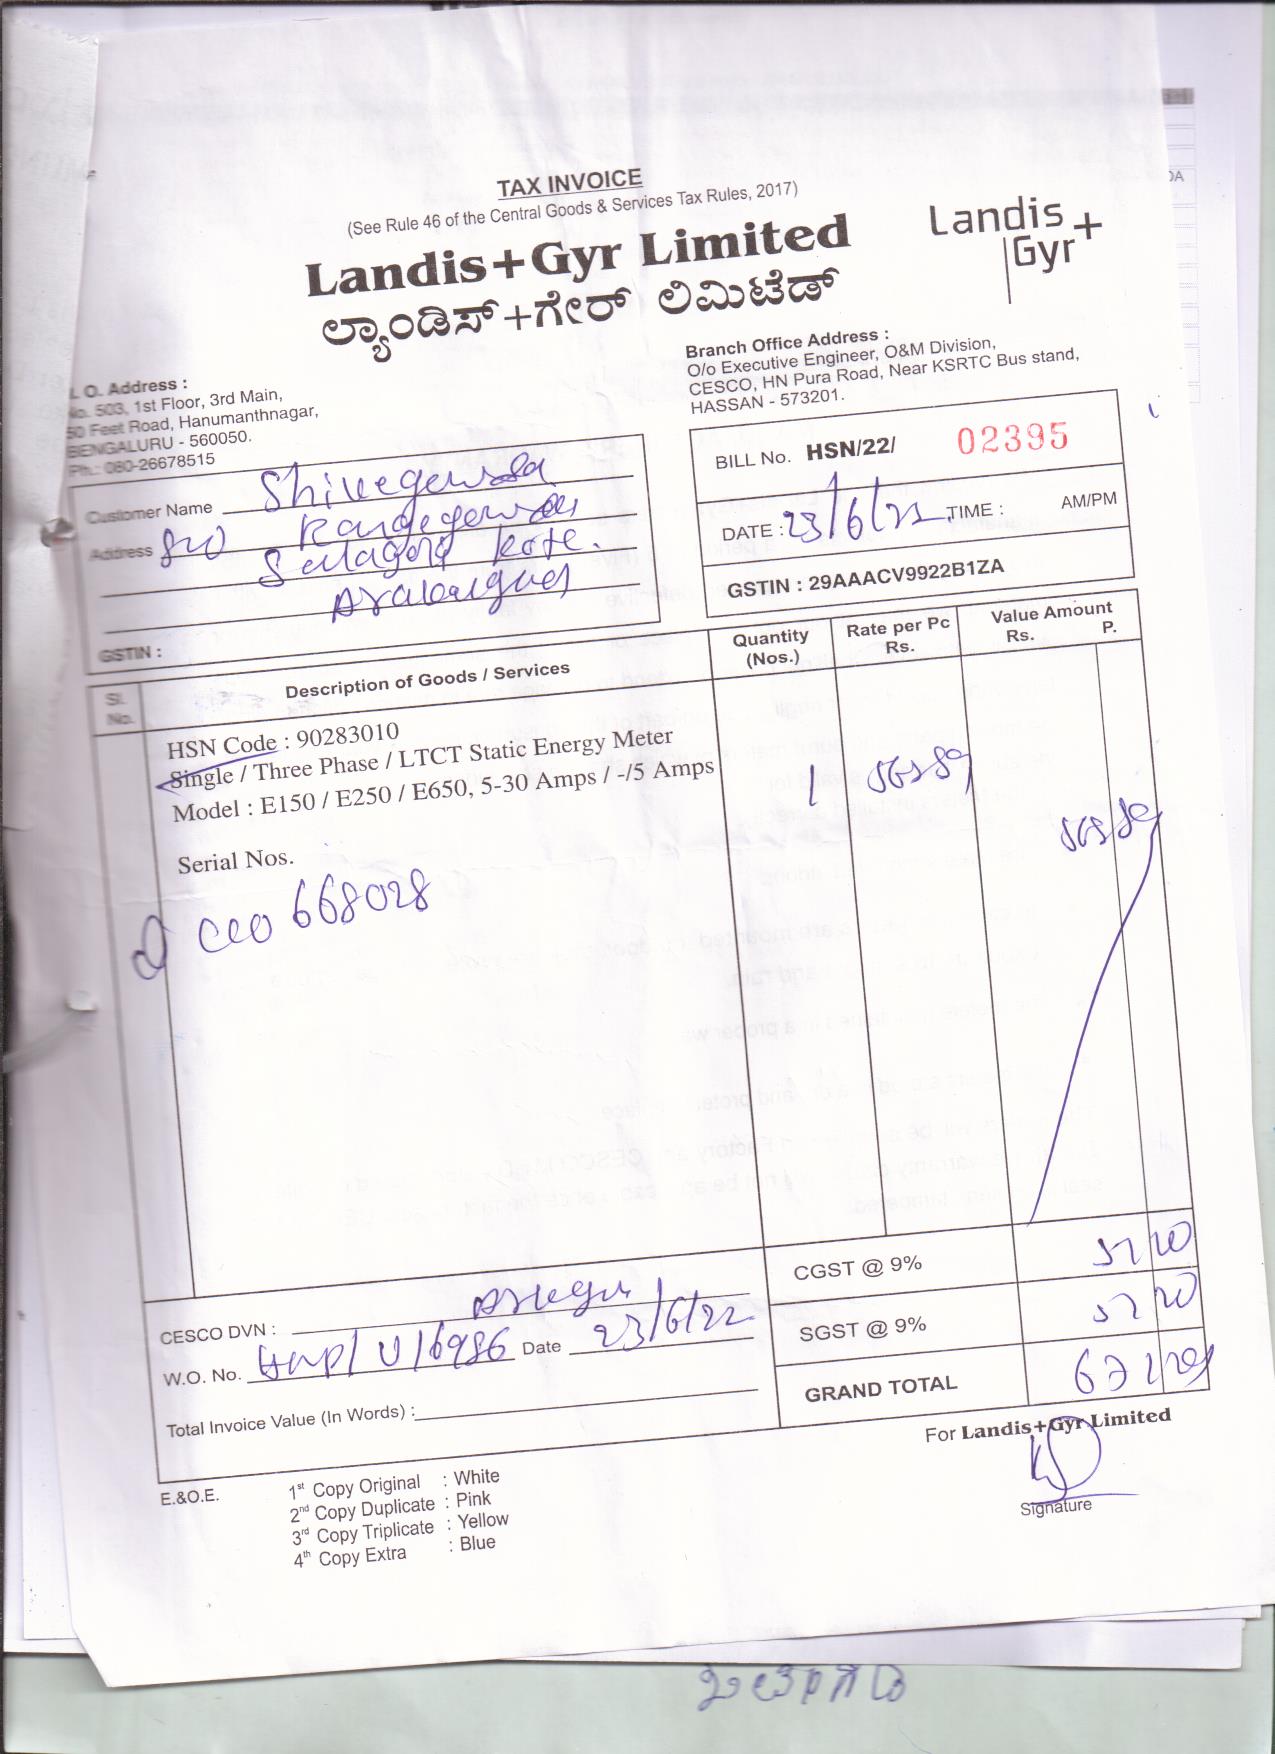 TAX INVOICE
(See Rule 46 of the Central Goods & Services Tax Rules, 2017)
Landis+Gyr Limited
ಲ್ಯಾಂಡಿಸ್+ಗೇರ್ ಲಿಮಿಟೆಡ್
Landis
Gyr+
O. Address :
No. 503, 1st Floor, 3rd Main,
50 Feet Road, Hanumanthnagar,
BENGALURU - 560050.
Ph.: 080-26678515
Branch Office Address :
O/o Executive Engineer, O&M Division,
CESCO, HN Pura Road, Near KSRTC Bus stand,
HASSAN - 573201.
Customer Name Shivegowda
Address S/O Rangegowda
Kote.
GSTIN :
BILL No. HSN/22/ 02395
DATE : 23/6/22 TIME : AM/PM
GSTIN : 29AAACV9922B1ZA
Sl. No. Description of Goods / Services Quantity (Nos.) Rate per Pc Rs. Value Amount Rs. P.
HSN Code : 90283010
Single / Three Phase / LTCT Static Energy Meter
Model : E150 / E250 / E650, 5-30 Amps / -/5 Amps 1
Serial Nos.
668028
CGST @ 9%
SGST @ 9%
GRAND TOTAL
CESCO DVN :
W.O. No. Date 23/6/22
Total Invoice Value (In Words) :
For Landis+Gyr Limited
Signature
E.&O.E.
1st Copy Original : White
2nd Copy Duplicate : Pink
3rd Copy Triplicate : Yellow
4th Copy Extra : Blue